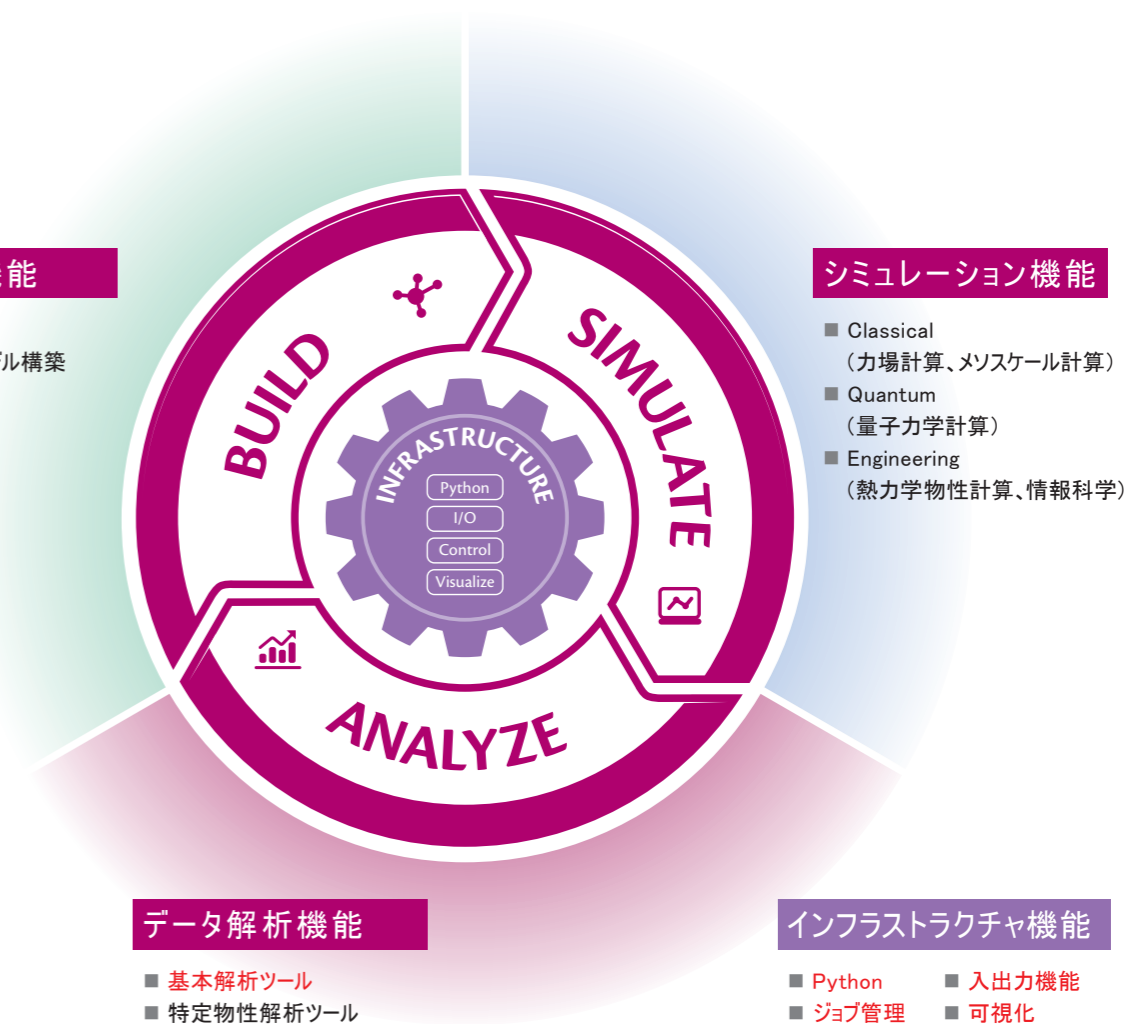 能
シミュレーション機能
■ Classical
（力場計算、メソスケール計算）
■ Quantum
（量子力学計算）
■ Engineering
（熱力学物性計算、情報科学）
ル構築
BUILD
SIMULATE
ANALYZE
INFRASTRUCTURE
Python
I/O
Control
Visualize
データ解析機能
■ 基本解析ツール
■ 特定物性解析ツール
インフラストラクチャ機能
■ Python ■ 入出力機能
■ ジョブ管理 ■ 可視化